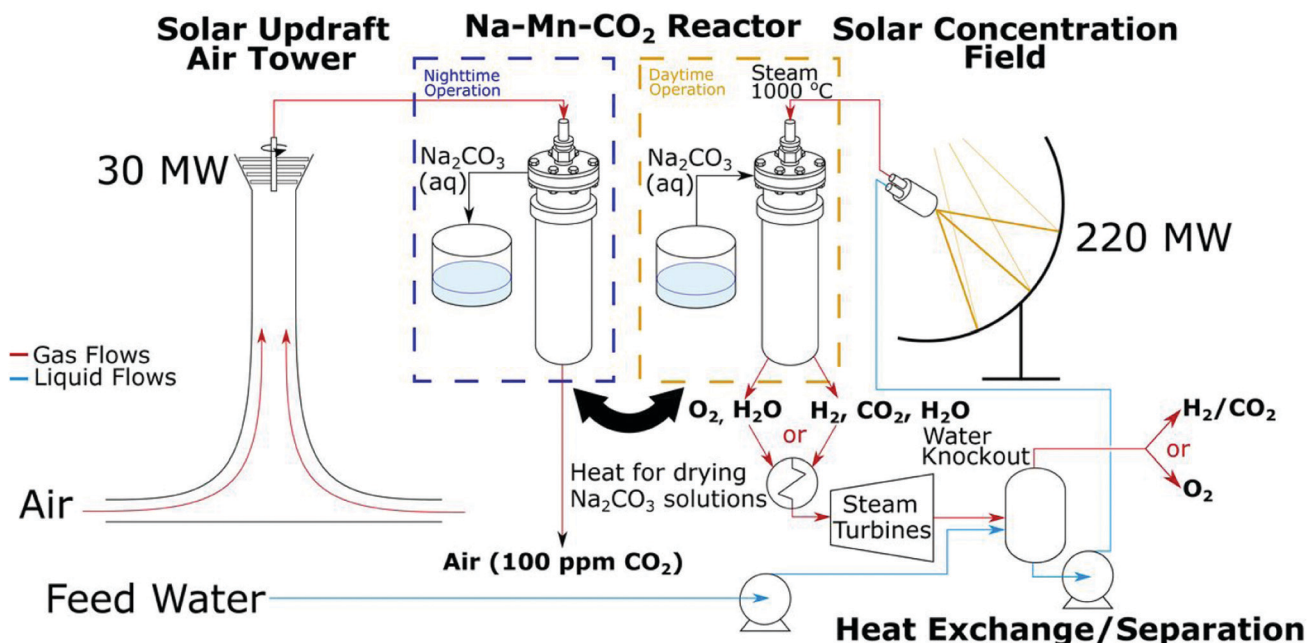 Solar Updraft
Air Tower
Na-Mn-CO₂ Reactor
Solar Concentration
Field
Nighttime
Operation
Daytime
Operation
Steam
1000 °C
30 MW
Na₂CO₃
(aq)
Na₂CO₃
(aq)
220 MW
Gas Flows
Liquid Flows
O₂, H₂O
H₂, CO₂, H₂O
or
Water
Knockout
H₂/CO₂
or
O₂
Heat for drying
Na₂CO₃ solutions
Steam
Turbines
Air
Air (100 ppm CO₂)
Feed Water
Heat Exchange/Separation